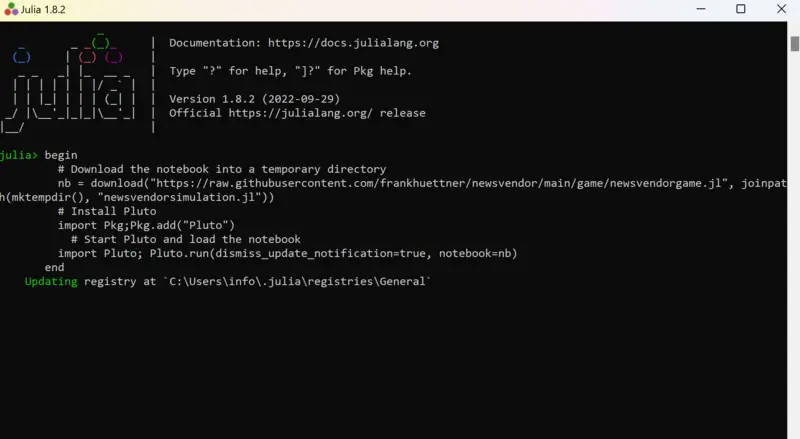 Julia 1.8.2
Documentation: https://docs.julialang.org
Type "?" for help, "]?" for Pkg help.
Version 1.8.2 (2022-09-29)
Official https://julialang.org/ release
julia> begin
# Download the notebook into a temporary directory
nb = download("https://raw.githubusercontent.com/frankhuettner/newsvendor/main/game/newsvendorgame.jl", joinpat
h(mktempdir(), "newsvendorsimulation.jl"))
# Install Pluto
import Pkg;Pkg.add("Pluto")
# Start Pluto and load the notebook
import Pluto; Pluto.run(dismiss_update_notification=true, notebook=nb)
end
Updating registry at `C:\Users\info\.julia\registries\General`